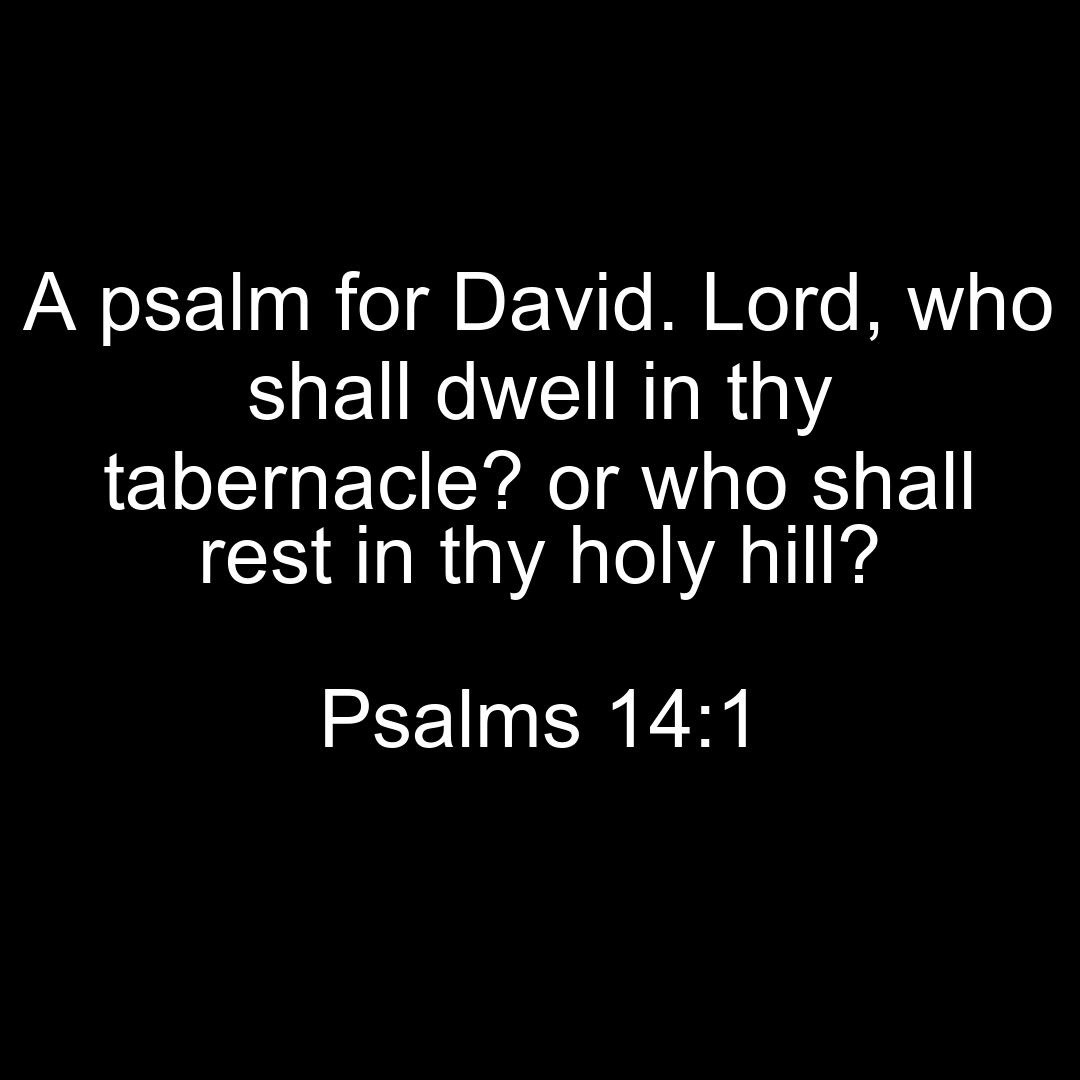 A psalm for David. Lord, who
shall dwell in thy
tabernacle? or who shall
rest in thy holy hill?
Psalms 14:1